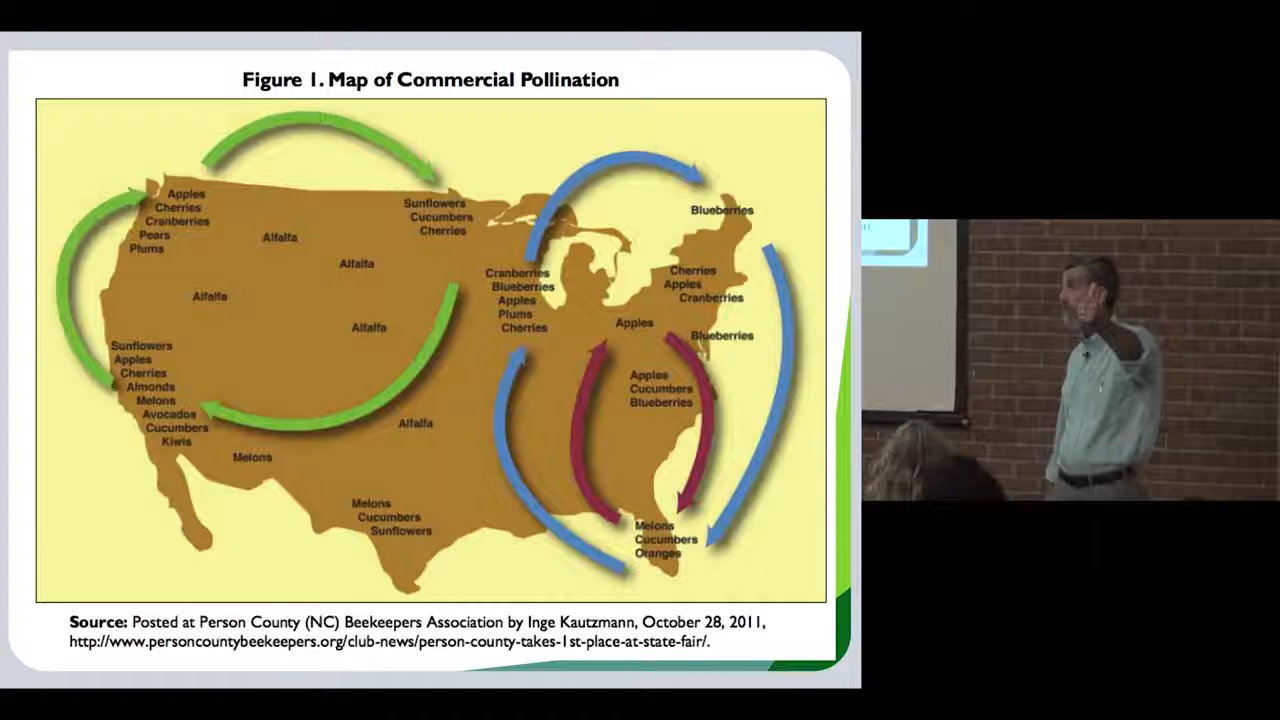 Figure 1. Map of Commercial Pollination
Apples
Cherries
Cranberries
Pears
Plums
Alfalfa
Alfalfa
Alfalfa
Alfalfa
Alfalfa
Sunflowers
Cucumbers
Cherries
Cranberries
Blueberries
Apples
Plums
Cherries
Blueberries
Cherries
Apples
Cranberries
Apples
Blueberries
Apples
Cucumbers
Blueberries
Sunflowers
Apples
Cherries
Almonds
Melons
Avocados
Cucumbers
Kiwis
Melons
Melons
Cucumbers
Sunflowers
Melons
Cucumbers
Oranges
Source: Posted at Person County (NC) Beekeepers Association by Inge Kautzmann, October 28, 2011,
http://www.personcountybeekeepers.org/club-news/person-county-takes-1st-place-at-state-fair/.